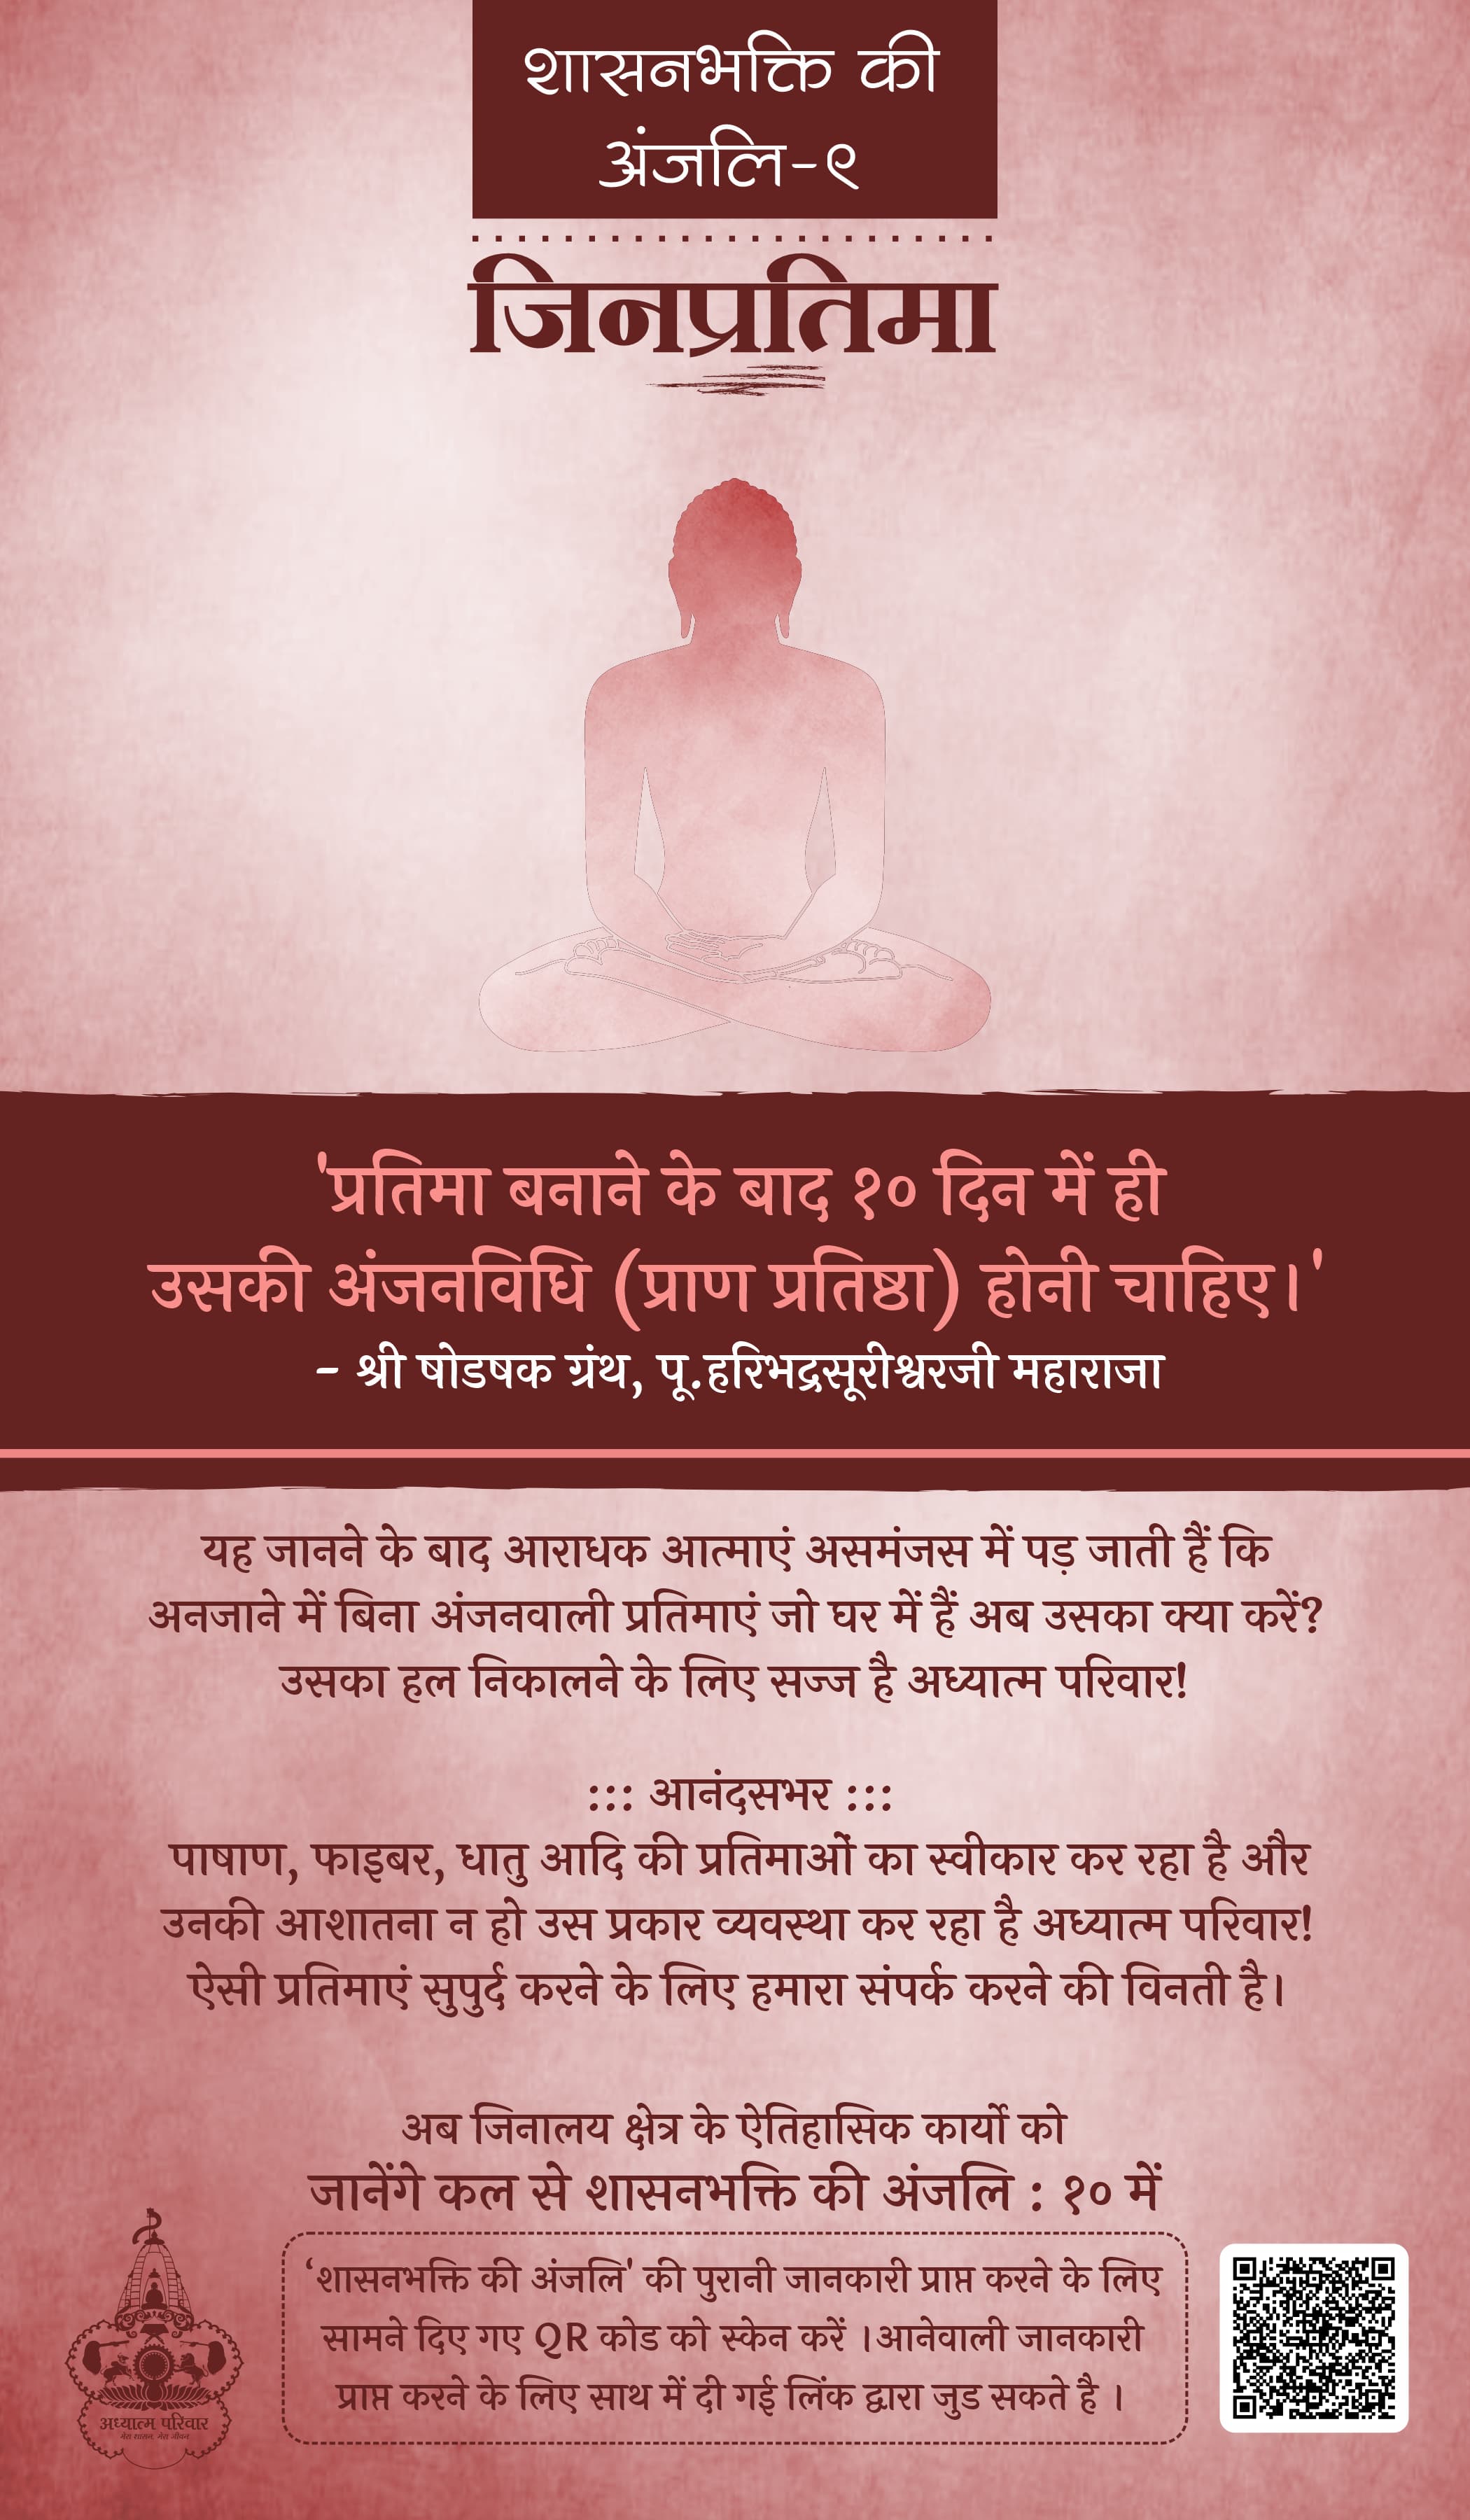 शासनभक्ति की
अंजलि-९
जिनप्रतिमा
'प्रतिमा बनाने के बाद १० दिन में ही
उसकी अंजनविधि (प्राण प्रतिष्ठा) होनी चाहिए।'
- श्री षोडषक ग्रंथ, पू.हरिभद्रसूरीश्वरजी महाराजा
यह जानने के बाद आराधक आत्माएं असमंजस में पड़ जाती हैं कि
अनजाने में बिना अंजनवाली प्रतिमाएं जो घर में हैं अब उसका क्या करें?
उसका हल निकालने के लिए सज्ज है अध्यात्म परिवार!
::: आनंदसभर :::
पाषाण, फाइबर, धातु आदि की प्रतिमाओं का स्वीकार कर रहा है और
उनकी आशातना न हो उस प्रकार व्यवस्था कर रहा है अध्यात्म परिवार!
ऐसी प्रतिमाएं सुपुर्द करने के लिए हमारा संपर्क करने की विनती है।
अब जिनालय क्षेत्र के ऐतिहासिक कार्यो को
जानेंगे कल से शासनभक्ति की अंजलि : १० में
'शासनभक्ति की अंजलि' की पुरानी जानकारी प्राप्त करने के लिए
सामने दिए गए QR कोड को स्केन करें ।आनेवाली जानकारी
प्राप्त करने के लिए साथ में दी गई लिंक द्वारा जुड सकते है ।
अध्यात्म परिवार
मेरा शासन, मेरा जीवन